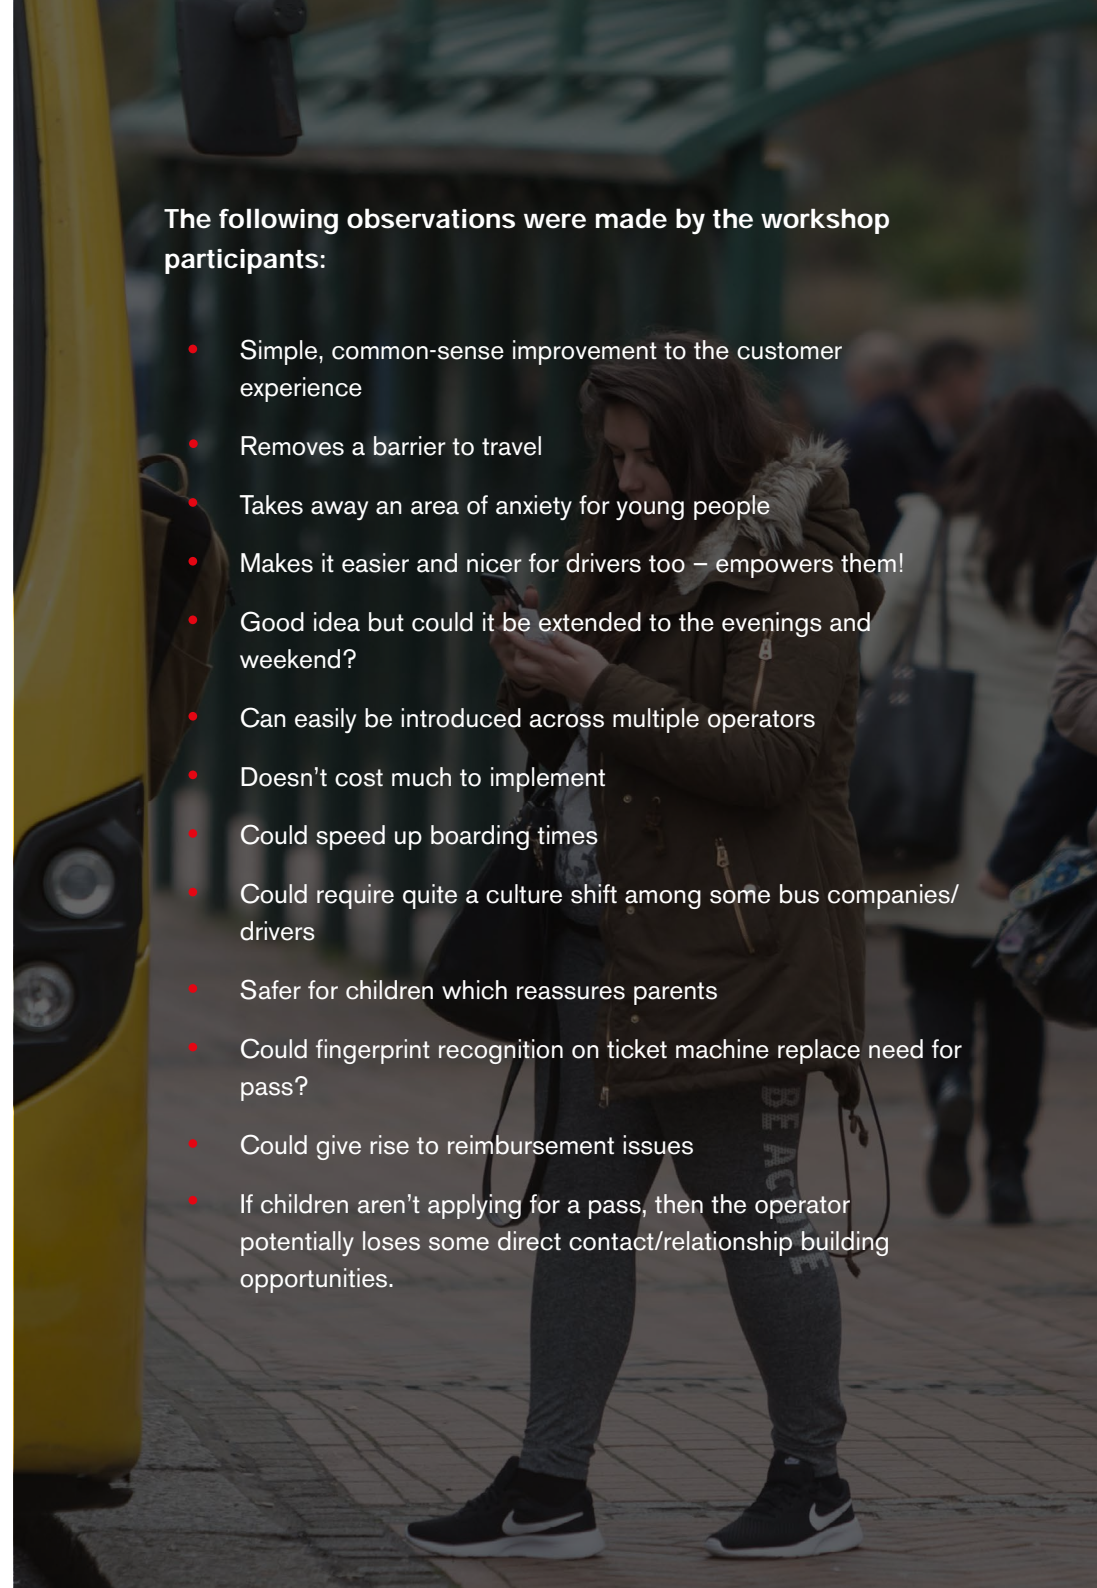 The following observations were made by the workshop
participants:
• Simple, common-sense improvement to the customer
experience
• Removes a barrier to travel
• Takes away an area of anxiety for young people
• Makes it easier and nicer for drivers too – empowers them!
• Good idea but could it be extended to the evenings and
weekend?
• Can easily be introduced across multiple operators
• Doesn’t cost much to implement
• Could speed up boarding times
• Could require quite a culture shift among some bus companies/
drivers
• Safer for children which reassures parents
• Could fingerprint recognition on ticket machine replace need for
pass?
• Could give rise to reimbursement issues
• If children aren’t applying for a pass, then the operator
potentially loses some direct contact/relationship building
opportunities.
BE ACTIVE